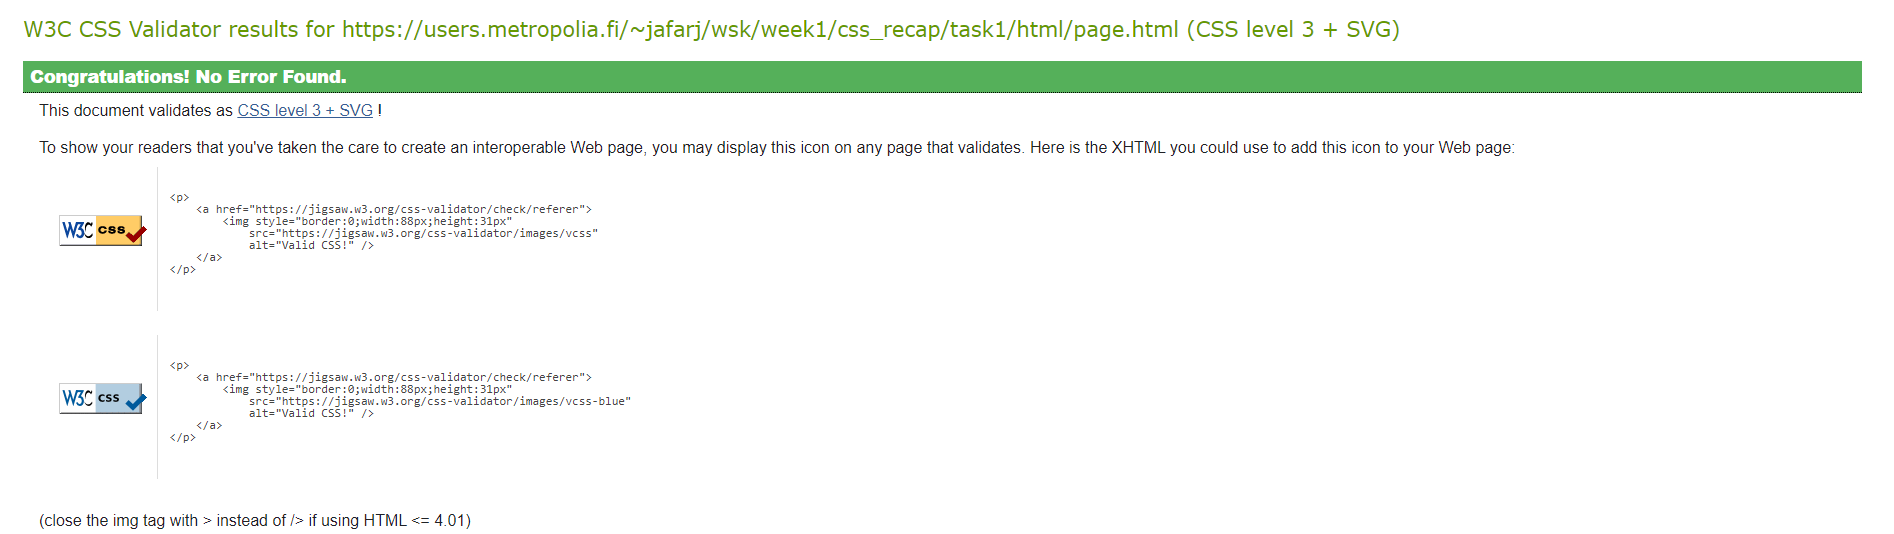 W3C CSS Validator results for https://users.metropolia.fi/~jafarj/wsk/week1/css_recap/task1/html/page.html (CSS level 3 + SVG)
Congratulations! No Error Found.
This document validates as CSS level 3 + SVG !
To show your readers that you've taken the care to create an interoperable Web page, you may display this icon on any page that validates. Here is the XHTML you could use to add this icon to your Web page:
W3C css
<p>
<a href="https://jigsaw.w3.org/css-validator/check/referer">
<img style="border:0;width:88px;height:31px"
src="https://jigsaw.w3.org/css-validator/images/vcss"
alt="Valid CSS!" />
</a>
</p>
W3C css
<p>
<a href="https://jigsaw.w3.org/css-validator/check/referer">
<img style="border:0;width:88px;height:31px"
src="https://jigsaw.w3.org/css-validator/images/vcss-blue"
alt="Valid CSS!" />
</a>
</p>
(close the img tag with > instead of /> if using HTML <= 4.01)